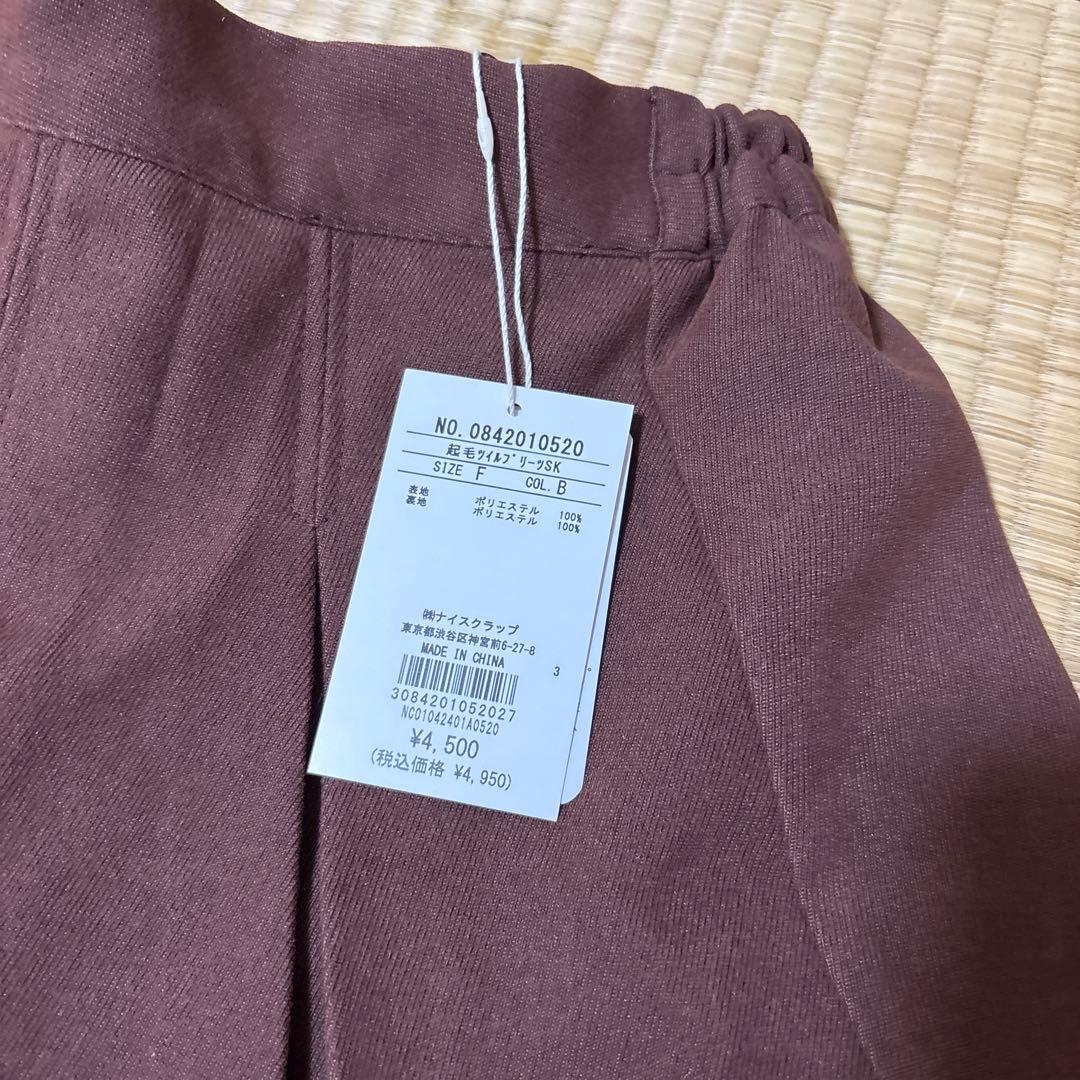 NO. 0842010520
起毛ツイルプリーツSK
SIZE F COL. B
表地 ポリエステル 100%
裏地 ポリエステル 100%
㈱ナイスクラップ
東京都渋谷区神宮前6-27-8
MADE IN CHINA
3
3084201052027
NC01042401A0520
¥4,500
(税込価格 ¥4,950)